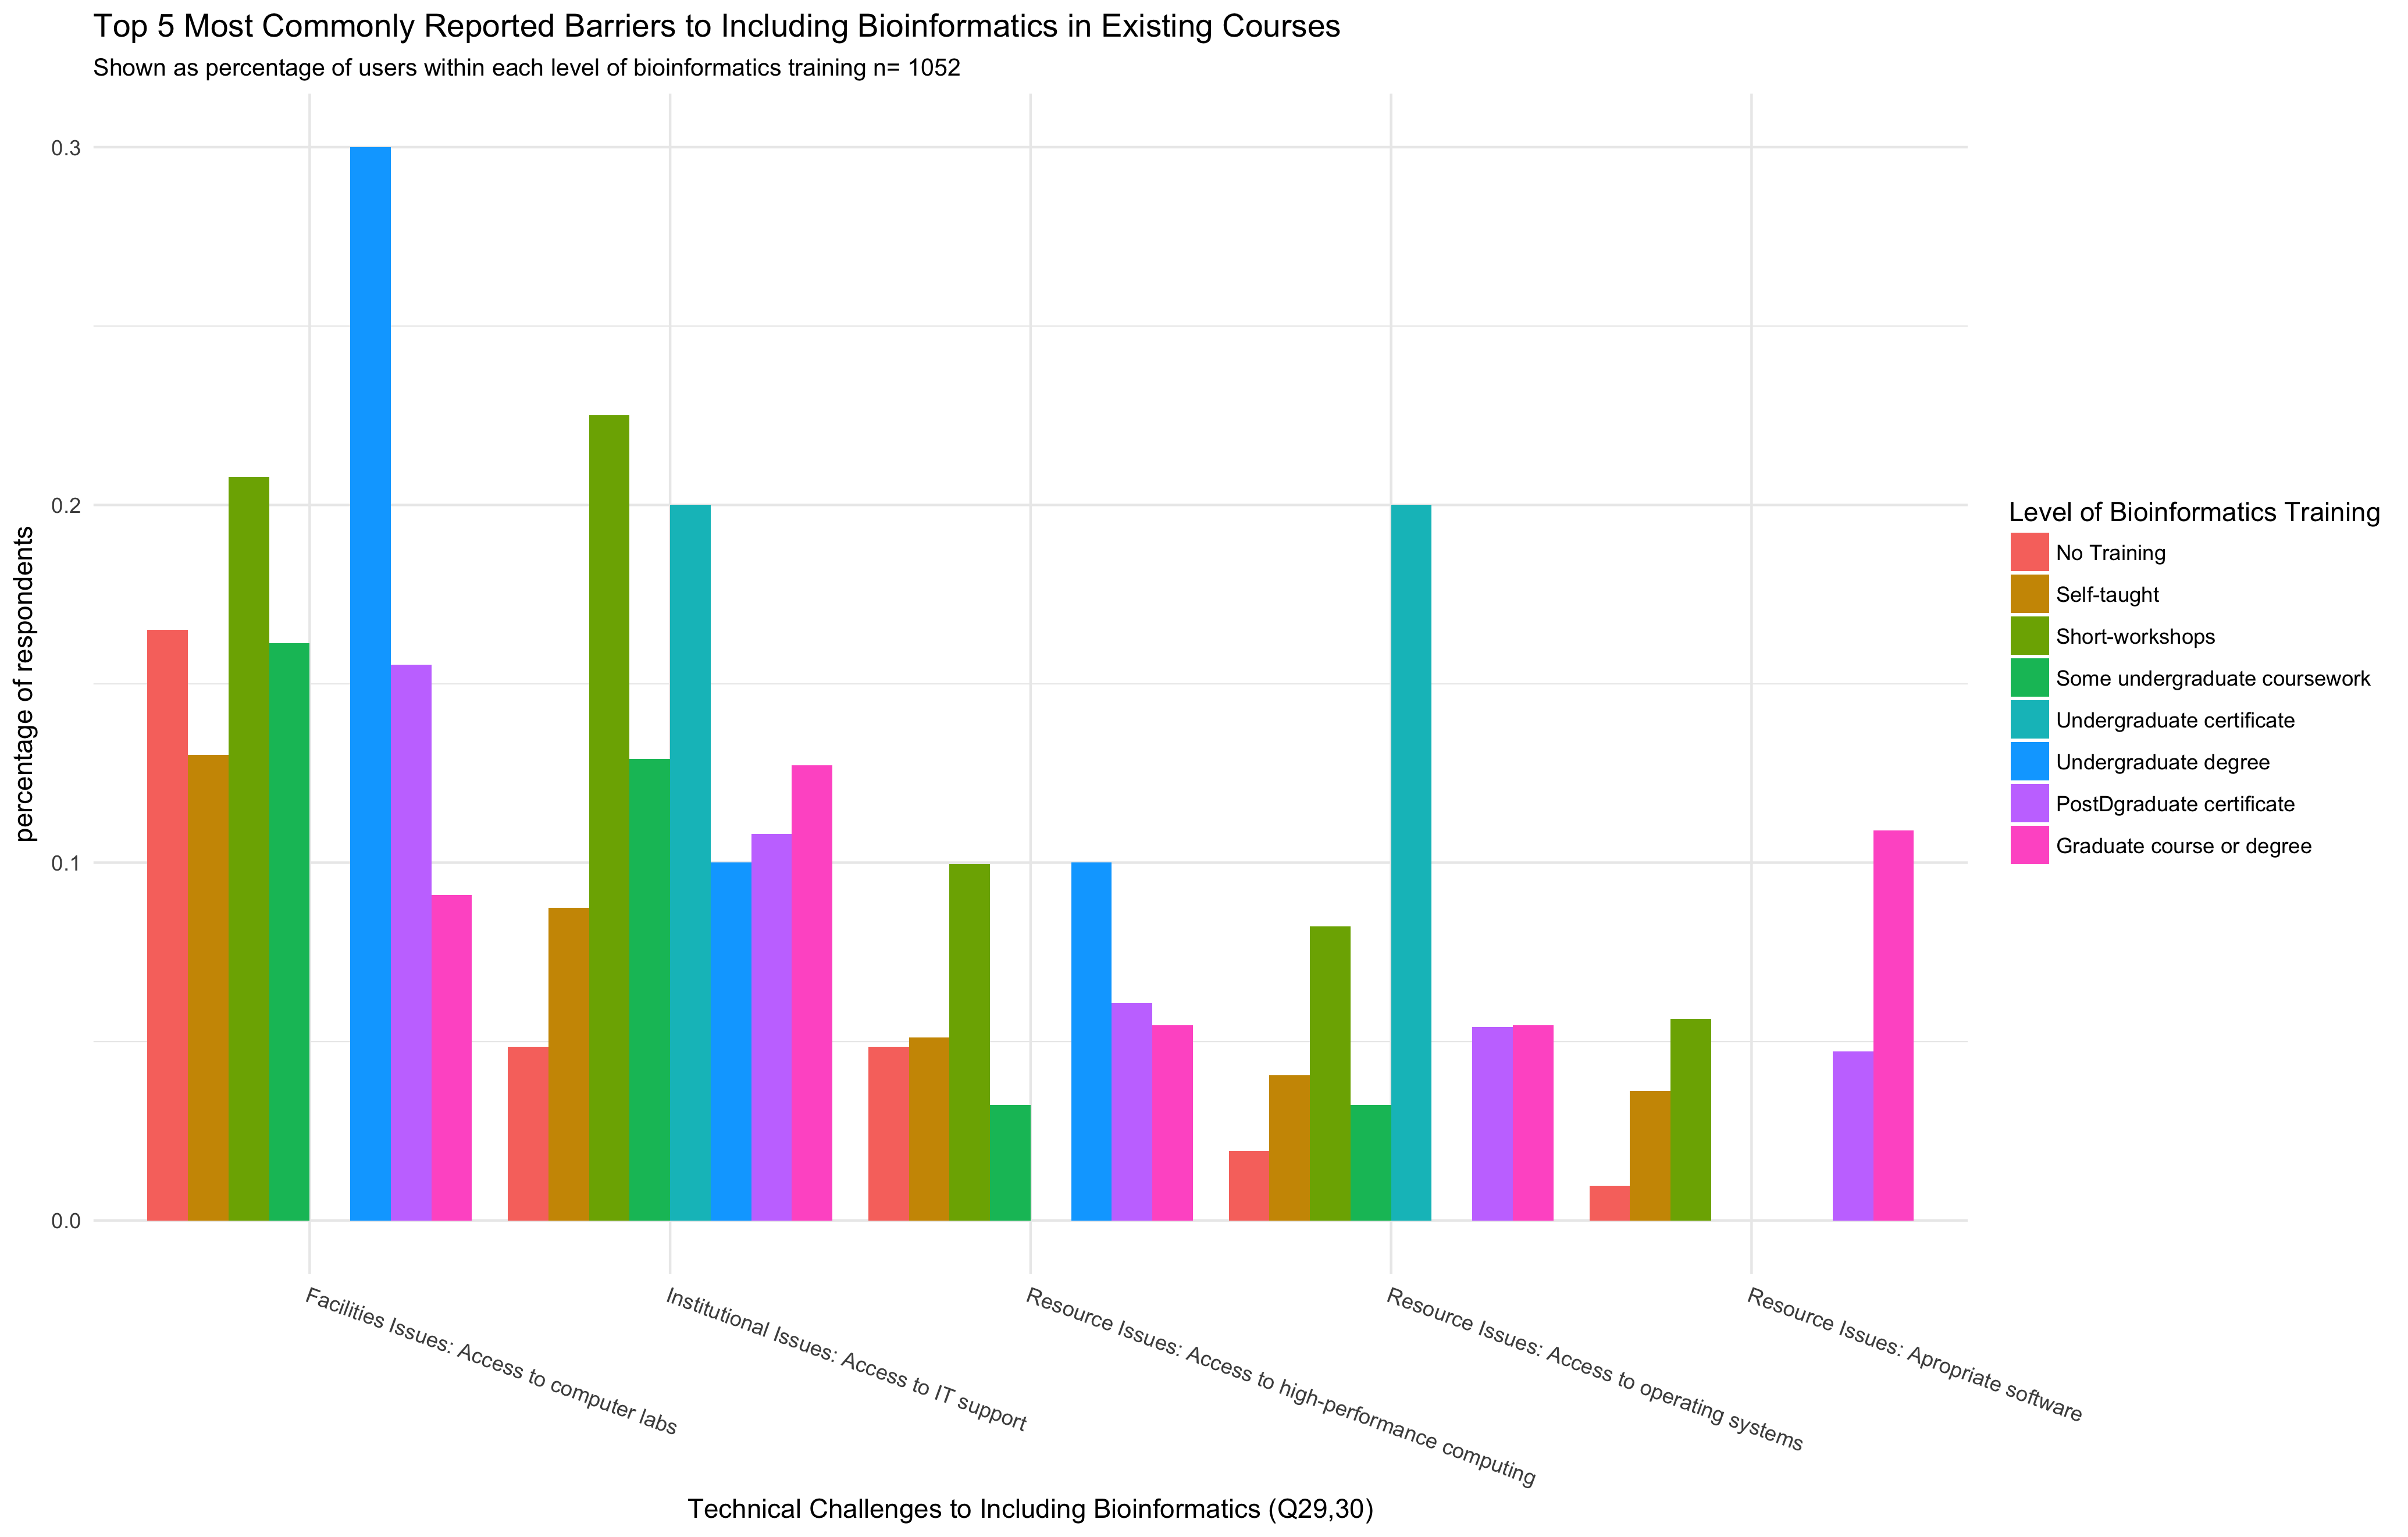 Top 5 Most Commonly Reported Barriers to Including Bioinformatics in Existing Courses
Shown as percentage of users within each level of bioinformatics training n= 1052
percentage of respondents
0.3
0.2
0.1
0.0
Facilities Issues: Access to computer labs
Institutional Issues: Access to IT support
Resource Issues: Access to high-performance computing
Resource Issues: Access to operating systems
Resource Issues: Apropriate software
Technical Challenges to Including Bioinformatics (Q29,30)
Level of Bioinformatics Training
No Training
Self-taught
Short-workshops
Some undergraduate coursework
Undergraduate certificate
Undergraduate degree
PostDgraduate certificate
Graduate course or degree